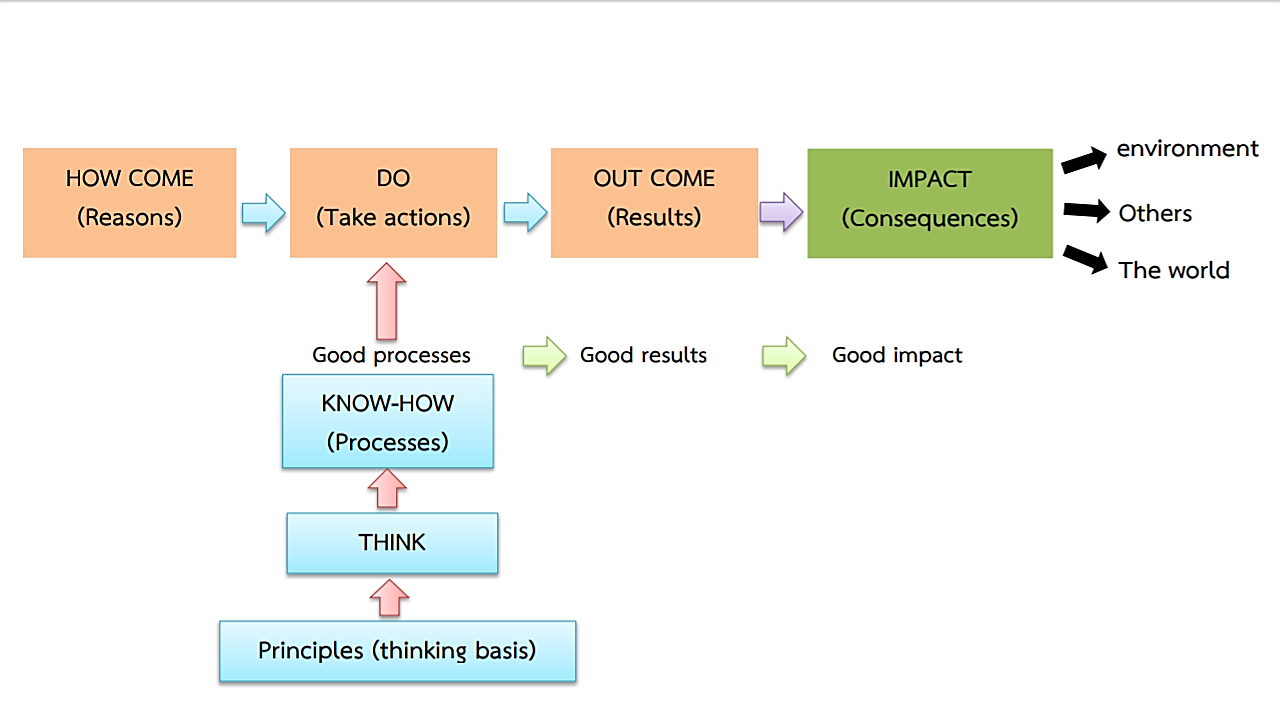 HOW COME
(Reasons)
DO
(Take actions)
OUT COME
(Results)
IMPACT
(Consequences)
environment
Others
The world
Good processes
Good results
Good impact
KNOW-HOW
(Processes)
THINK
Principles (thinking basis)